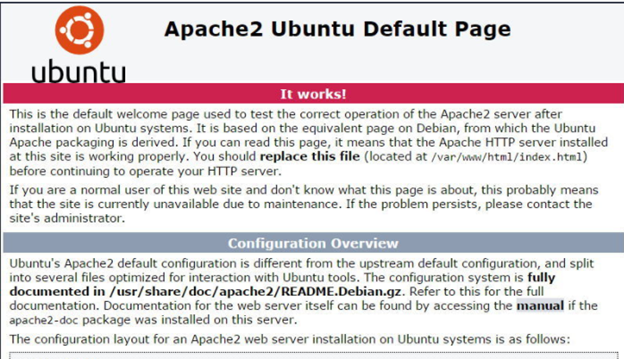 Apache2 Ubuntu Default Page
ubuntu
It works!
This is the default welcome page used to test the correct operation of the Apache2 server after
installation on Ubuntu systems. It is based on the equivalent page on Debian, from which the Ubuntu
Apache packaging is derived. If you can read this page, it means that the Apache HTTP server installed
at this site is working properly. You should replace this file (located at /var/www/html/index.html)
before continuing to operate your HTTP server.
If you are a normal user of this web site and don't know what this page is about, this probably means
that the site is currently unavailable due to maintenance. If the problem persists, please contact the
site's administrator.
Configuration Overview
Ubuntu's Apache2 default configuration is different from the upstream default configuration, and split
into several files optimized for interaction with Ubuntu tools. The configuration system is fully
documented in /usr/share/doc/apache2/README.Debian.gz. Refer to this for the full
documentation. Documentation for the web server itself can be found by accessing the manual if the
apache2-doc package was installed on this server.
The configuration layout for an Apache2 web server installation on Ubuntu systems is as follows: